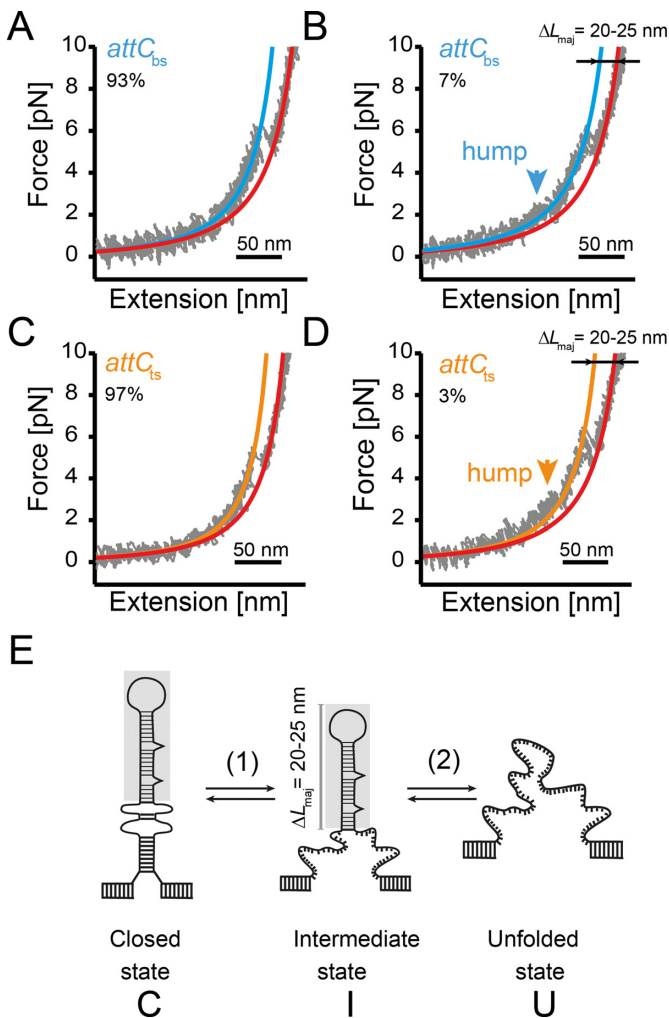 A
10
8
6
4
2
0
Force [pN]
attCbs
93%
50 nm
Extension [nm]
B
ΔLmaj= 20-25 nm
10
8
6
4
2
0
Force [pN]
attCbs
7%
hump
50 nm
Extension [nm]
C
10
8
6
4
2
0
Force [pN]
attCts
97%
50 nm
Extension [nm]
D
ΔLmaj= 20-25 nm
10
8
6
4
2
0
Force [pN]
attCts
3%
hump
50 nm
Extension [nm]
E
(1)
ΔLmaj= 20-25 nm
(2)
Closed
state
C
Intermediate
state
I
Unfolded
state
U